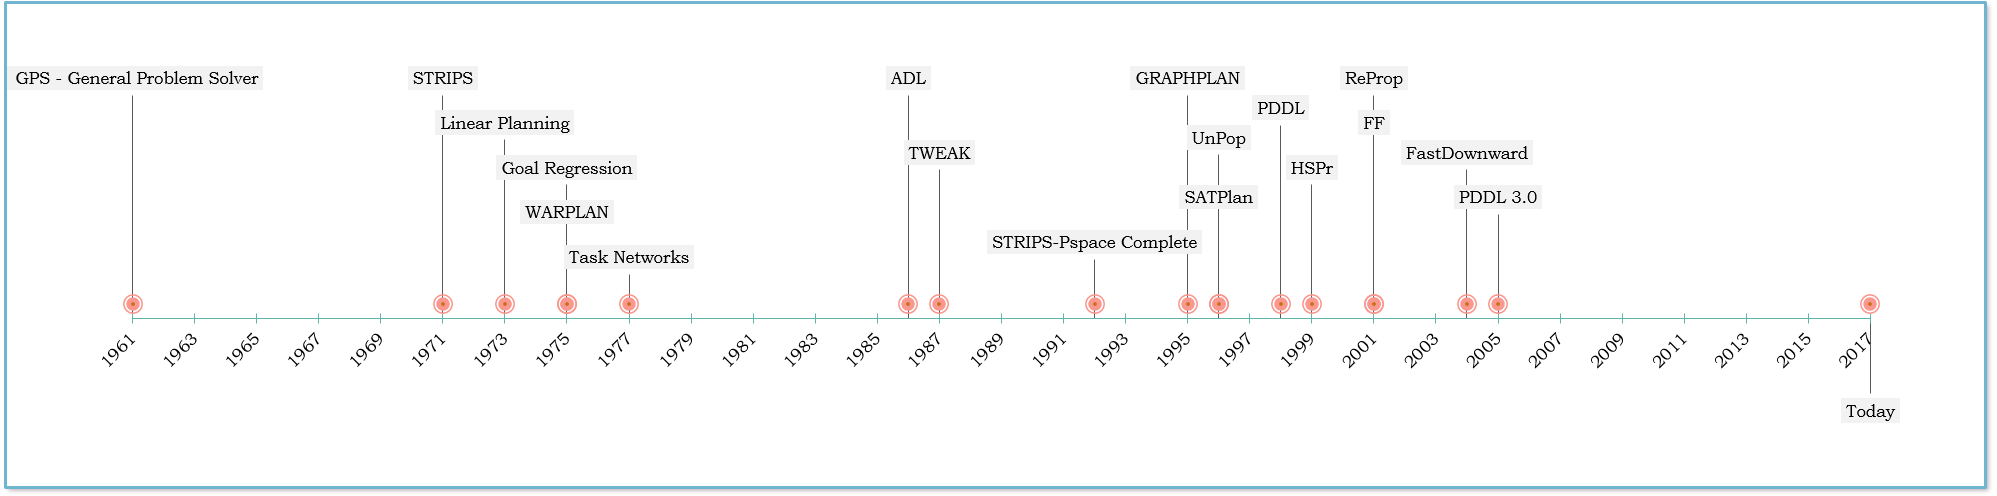 GPS - General Problem Solver
STRIPS
ADL
GRAPHPLAN
ReProp
PDDL
Linear Planning
FF
UnPop
TWEAK
FastDownward
Goal Regression
HSPr
SATPlan
PDDL 3.0
WARPLAN
STRIPS-Pspace Complete
Task Networks
1961
1963
1965
1967
1969
1971
1973
1975
1977
1979
1981
1983
1985
1987
1989
1991
1993
1995
1997
1999
2001
2003
2005
2007
2009
2011
2013
2015
2017
Today